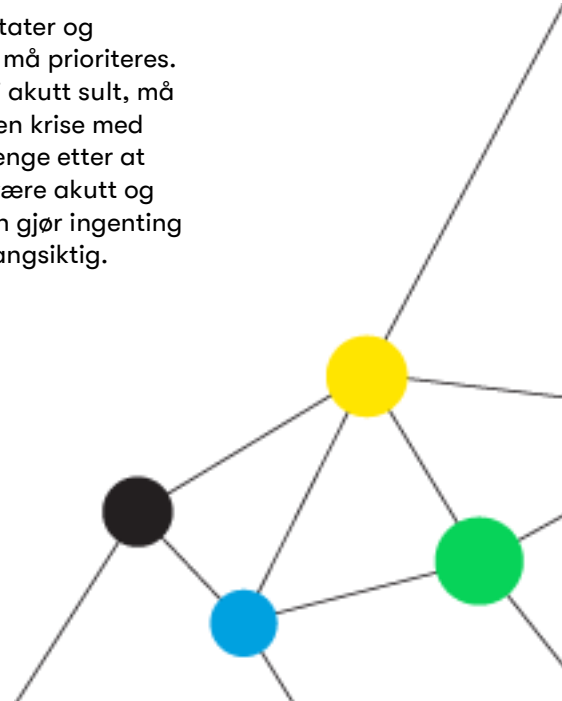 tater og
må prioriteres.
akutt sult, må
en krise med
enge etter at
ære akutt og
n gjør ingenting
angsiktig.